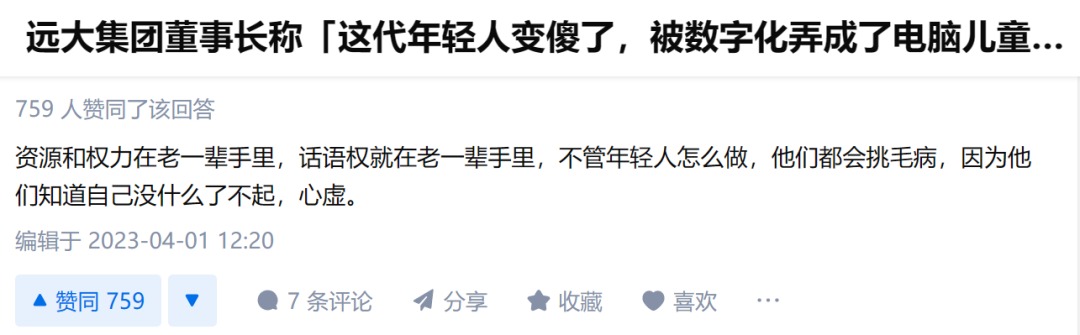 远大集团董事长称「这代年轻人变傻了，被数字化弄成了电脑儿童...
759 人赞同了该回答
资源和权力在老一辈手里，话语权就在老一辈手里，不管年轻人怎么做，他们都会挑毛病，因为他
们知道自己没什么了不起，心虚。
编辑于 2023-04-01 12:20
赞同 759 7 条评论 分享 收藏 喜欢 ...